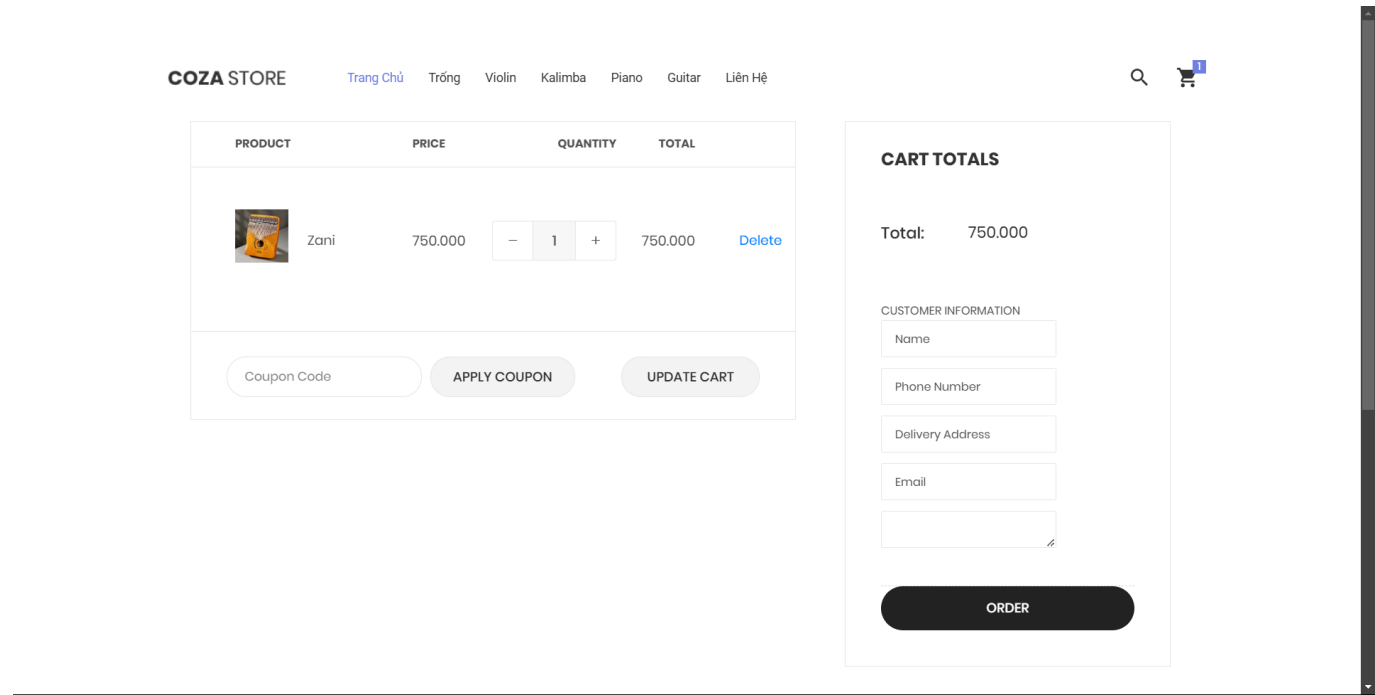 COZA STORE Trang Chủ Trống Violin Kalimba Piano Guitar Liên Hệ 1
PRODUCT PRICE QUANTITY TOTAL
Zani 750.000 − 1 + 750.000 Delete
Coupon Code APPLY COUPON UPDATE CART
CART TOTALS
Total: 750.000
CUSTOMER INFORMATION
Name
Phone Number
Delivery Address
Email
ORDER